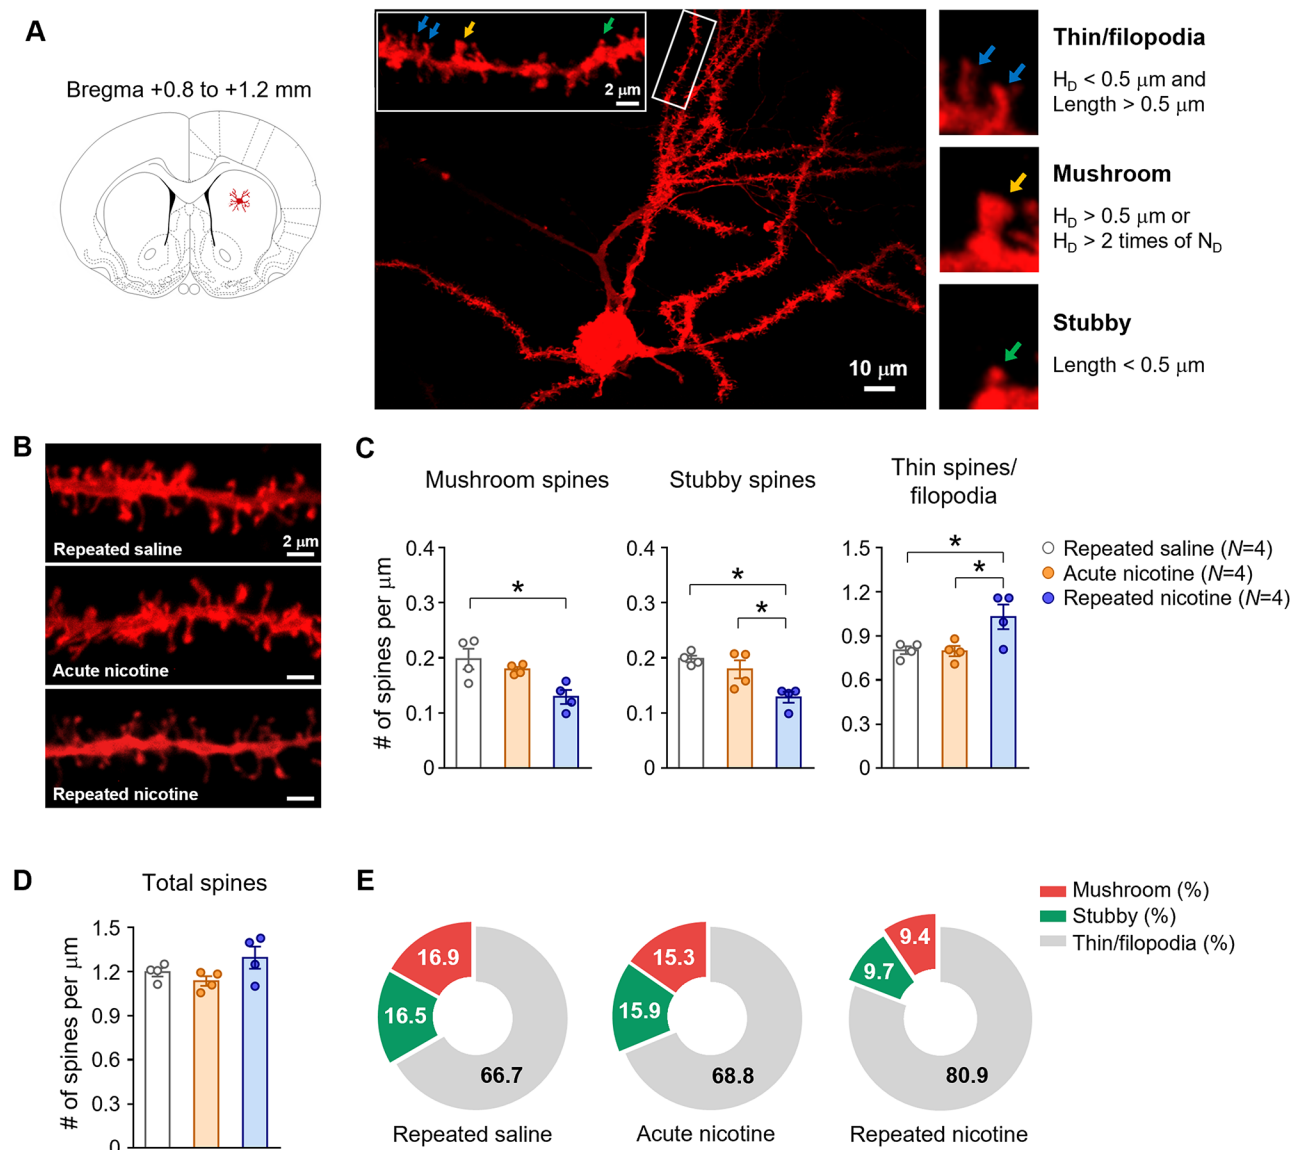 A
Bregma +0.8 to +1.2 mm
2 μm
10 μm
Thin/filopodia
H_D < 0.5 μm and
Length > 0.5 μm
Mushroom
H_D > 0.5 μm or
H_D > 2 times of N_D
Stubby
Length < 0.5 μm
B
Repeated saline
2 μm
Acute nicotine
Repeated nicotine
C
Mushroom spines
# of spines per μm
0.4
0.3
0.2
0.1
0
*
Stubby spines
0.4
0.3
0.2
0.1
0
*
*
Thin spines/
filopodia
1.5
1.2
0.9
0.6
0.3
0
*
*
Repeated saline (N=4)
Acute nicotine (N=4)
Repeated nicotine (N=4)
D
Total spines
# of spines per μm
1.5
1.2
0.9
0.6
0.3
0
E
16.9
16.5
66.7
Repeated saline
15.3
15.9
68.8
Acute nicotine
9.4
9.7
80.9
Repeated nicotine
Mushroom (%)
Stubby (%)
Thin/filopodia (%)